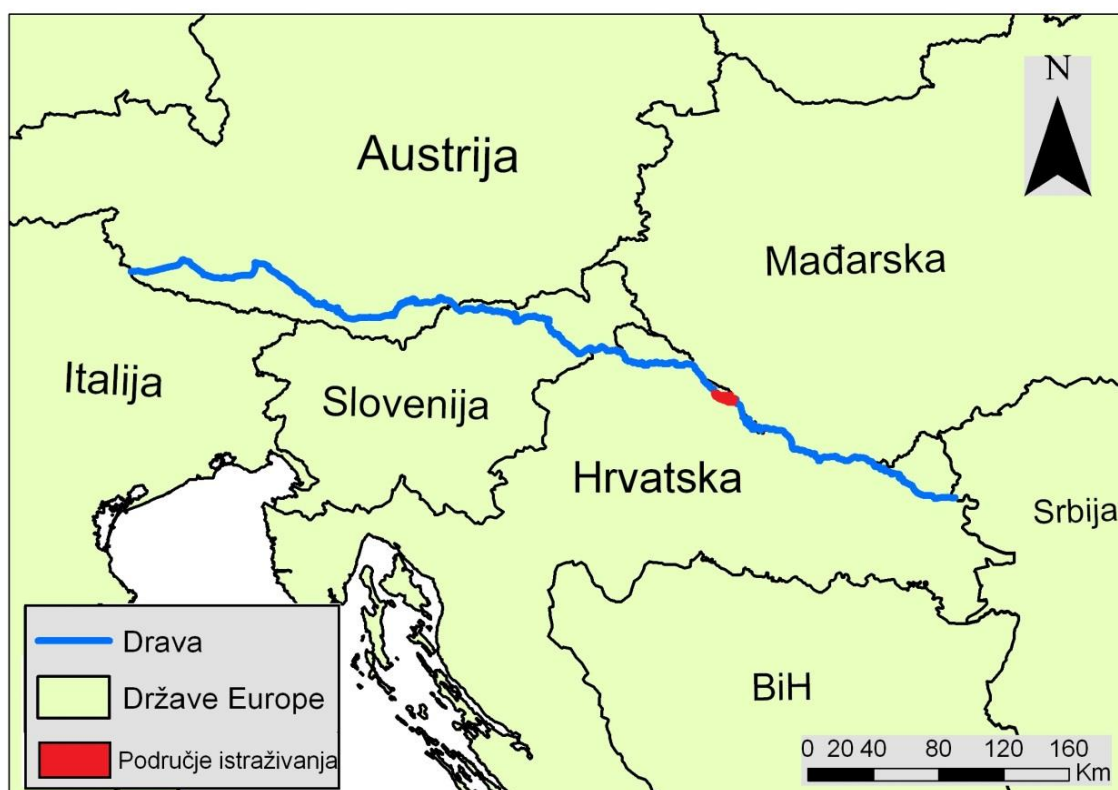 N
Austrija
Mađarska
Italija
Slovenija
Hrvatska
Srbija
BiH
Drava
Države Europe
Područje istraživanja
0 20 40 80 120 160
Km